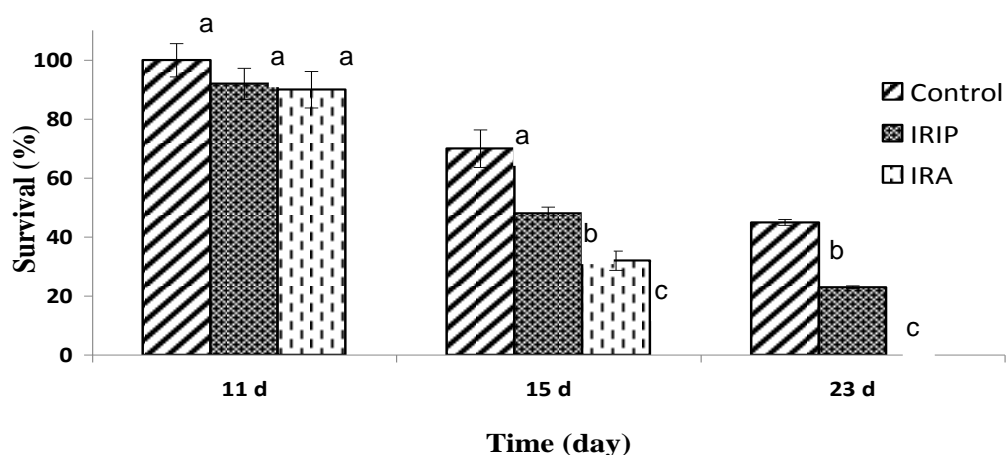 a
a
a
100
80
60
40
20
0
Survival (%)
a
b
c
b
c
Control
IRIP
IRA
11 d
15 d
23 d
Time (day)